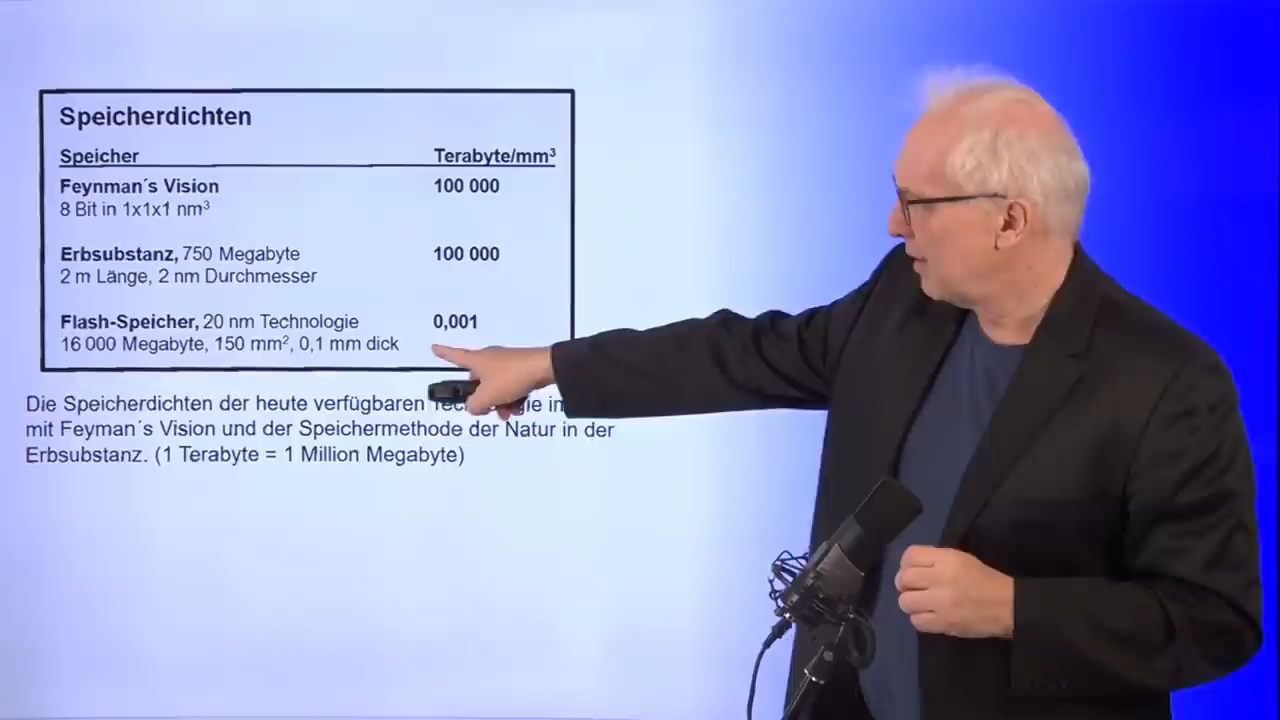 Speicherdichten
Speicher Terabyte/mm³
Feynman´s Vision 100 000
8 Bit in 1x1x1 nm³
Erbsubstanz, 750 Megabyte 100 000
2 m Länge, 2 nm Durchmesser
Flash-Speicher, 20 nm Technologie 0,001
16 000 Megabyte, 150 mm², 0,1 mm dick
Die Speicherdichten der heute verfügbaren
mit Feyman´s Vision und der Speichermethode der Natur in der
Erbsubstanz. (1 Terabyte = 1 Million Megabyte)